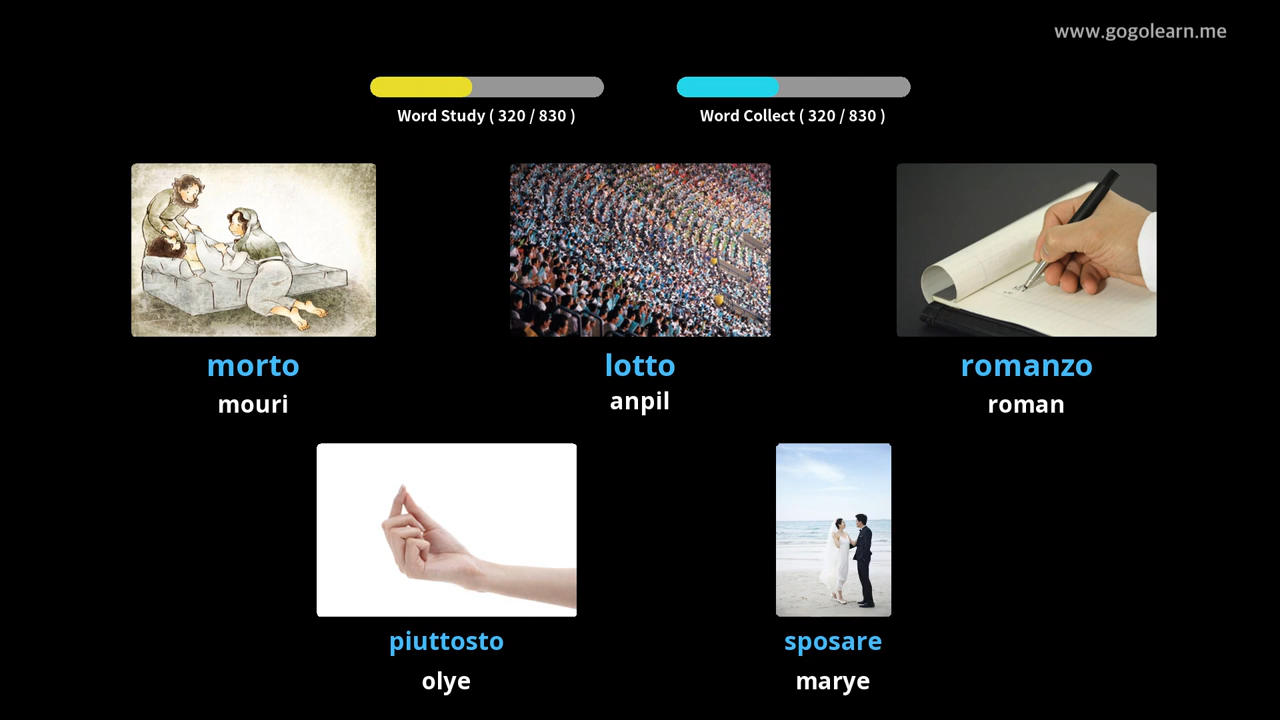 www.gogolearn.me
Word Study ( 320 / 830 )
Word Collect ( 320 / 830 )
morto
mouri
lotto
anpil
romanzo
roman
piuttosto
olye
sposare
marye